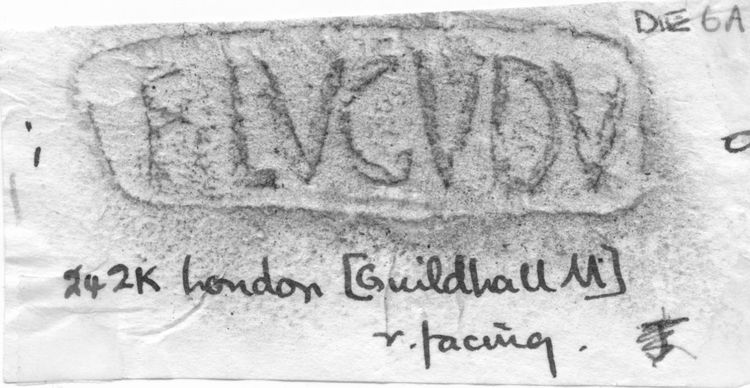 DIE 6A
FLVCVDV
242K London [Guildhall M.]
r. facing.